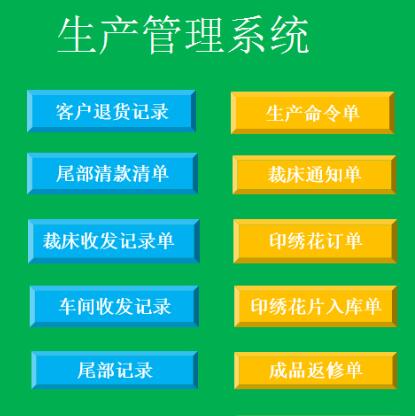 生产管理系统
客户退货记录
生产命令单
尾部清款清单
裁床通知单
裁床收发记录单
印绣花订单
车间收发记录
印绣花片入库单
尾部记录
成品返修单